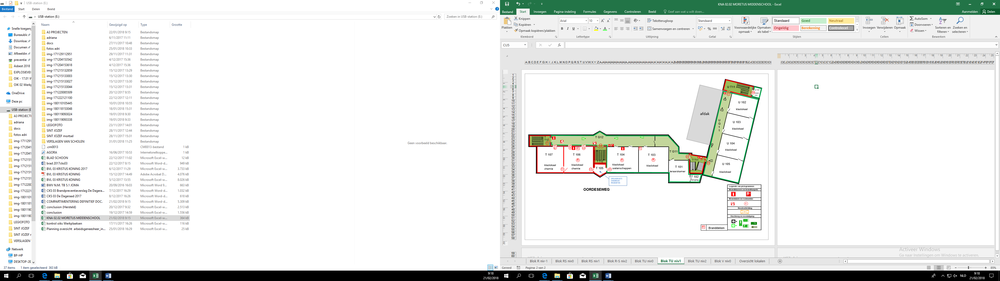 USB-station (E:)
Bestand Start Delen Beeld
USB-station (E:)
Zoeken in USB-station (E:)
Naam Gewijzigd op Type Grootte
Snelle toegang
Bureaubla
Downloac
Documen
Afbeeldin
preventie
Asbest 2018
EXPLOSIEVEI
OIK - 17.01 W
OIK 02 Werkp
OneDrive
Deze pc
USB-station (E
A3 PROJECTI
adriana
docs
fotos adri
img-1711291
img-1712041
img-1712041
img-1712151
img-1712151
img-1712151
img-1712151
img-1712200
img-1712221
img-1801101
img-1801181
img-1801190
img-1801190
LEGIOFOTO
SINT JOZEF
SINT JOZEF r
VERSLAGEN
Netwerk
BP-HP
DESKTOP-2E
A3 PROJECTEN 22/01/2018 9:15 Bestandsmap
adriana 6/11/2017 11:11 Bestandsmap
docs 27/11/2017 10:48 Bestandsmap
fotos adri 25/01/2018 10:33 Bestandsmap
img-171129112951 29/11/2017 11:31 Bestandsmap
img-171204153542 4/12/2017 15:36 Bestandsmap
img-171204153618 4/12/2017 15:36 Bestandsmap
img-171215132859 15/12/2017 13:29 Bestandsmap
img-171215133003 15/12/2017 13:30 Bestandsmap
img-171215133027 15/12/2017 13:30 Bestandsmap
img-171215133044 15/12/2017 13:31 Bestandsmap
img-171220085509 20/12/2017 8:55 Bestandsmap
img-171222121100 22/12/2017 12:11 Bestandsmap
img-180110105445 10/01/2018 10:55 Bestandsmap
img-180118153048 18/01/2018 15:31 Bestandsmap
img-180119093024 19/01/2018 9:30 Bestandsmap
img-180119093338 19/01/2018 9:33 Bestandsmap
LEGIOFOTO 23/11/2017 14:01 Bestandsmap
SINT JOZEF 28/11/2017 12:44 Bestandsmap
SINT JOZEF mortsel 28/11/2017 15:31 Bestandsmap
VERSLAGEN VAN SCHOLEN 31/01/2018 11:25 Bestandsmap
.cm0013 CM0013-bestand 1 kB
AGORA 16/06/2017 10:53 Internetsnelkoppe... 1 kB
BLAD SCHOON 22/12/2017 11:02 Microsoft Excel-w... 12 kB
brad 2017cks03 22/12/2017 8:15 Microsoft Word-d... 949 kB
BVL 03 KRISTUS KONING 2017 6/12/2017 11:29 Microsoft Excel-w... 3.733 kB
BVL 03 KRISTUS KONING 15/12/2017 14:49 Adobe Acrobat D... 4.076 kB
BVL 03 KRISTUS KONING 5/12/2017 13:55 Microsoft Excel-w... 8.026 kB
BWV N.M. TB 5.1 JOMA 20/09/2016 16:03 Microsoft Word 9... 663 kB
CKS 03 Brandpreventieverslag De Dagera... 7/12/2017 16:29 Microsoft Word-d... 1.032 kB
CKS 03 De Dageraad 2017 8/12/2017 16:26 Microsoft Word-d... 618 kB
COMPARTIMENTERING DEFINITIEF DOC. 21/02/2018 9:15 Microsoft Word-d... 5.309 kB
conclusion (Hersteld) 20/12/2017 9:32 Microsoft Excel-w... 2.513 kB
conclusion 19/12/2017 14:59 Microsoft Excel-w... 1.556 kB
KNA 02.02 MORETUS MIDDENSCHOOL 21/02/2018 9:15 Microsoft Excel-w... 364 kB
kontrol oiks Werkplaatsen 17/11/2017 16:26 Microsoft Excel-w... 116 kB
Planning overzicht arbeidsgeneesheer_in... 25/01/2018 16:29 Microsoft Excel-w... 25 kB
Geen voorbeeld beschikbaar.
37 items 1 item geselecteerd 363 kB
9:18
21/02/2018
KNA 02.02 MORETUS MIDDENSCHOOL - Excel
Bestand Start Invoegen Pagina-indeling Formules Gegevens Controleren Beeld Geef aan wat u wilt doen... Aanmelden Delen
Plakken Knippen
Kopiëren
Opmaak kopiëren/plakken
Klembord
Arial 10
B I U
Lettertype
Tekstterugloop
Samenvoegen en centreren
Uitlijning
Standaard
Getal
Voorwaardelijke opmaak
Opmaken als tabel
Standaard Goed Neutraal
Ongeldig Berekening Controlecel
Stijlen
Invoegen Verwijderen Opmaak
Cellen
AutoSom
Doorvoeren
Wissen
Sorteren en filteren
Zoeken en selecteren
Bewerken
CU5
fx
U T11
U 101
U 102
klaslokaal
U 103
klaslokaal
U G11
U 104
klaslokaal
U 105
klaslokaal
afdak
T G12
T13
T 107
klaslokaal
chemie
T 106
klaslokaal
chemie
T 105
T 104
klaslokaal
wetenschappen
T 103
klaslokaal
T G11
T 101
leraarskamer
T 102
berging
T T11
OPSLAGPLAATS
CHEMISCHE
PRODUKTEN
OORDESEWEG
Legende van pictogrammen
Brandblussers en brandhaspels
Brandalarm en rookmelder
Noodverlichting
Vluchtweg en nooduitgang
Branddeken
Activeer Windows
Ga naar Instellingen om Windows te activeren.
Blok R niv-1 Blok RS niv0 Blok RS niv1 Blok R-S niv2 Blok TU niv0 Blok TU niv1 Blok TU niv2 Blok V niv0 Overzicht lokalen
Gereed Pagina: 2 van 2 85%
NLD
9:18
21/02/2018